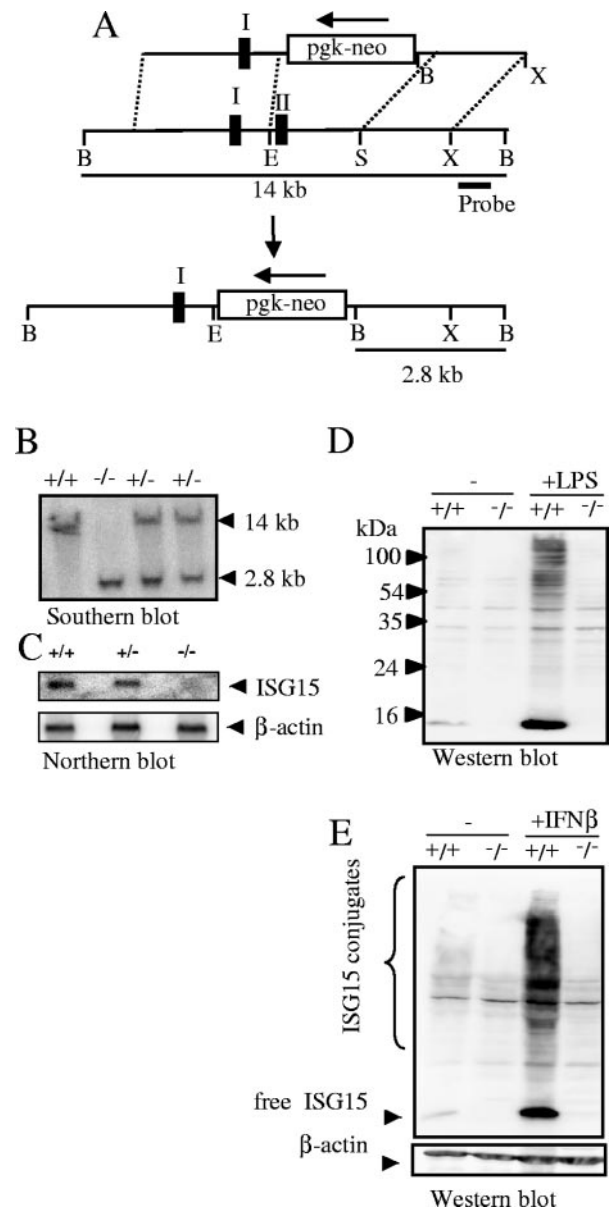 A
I
pgk-neo
B
X
I
II
B
E
S
X
B
14 kb
Probe
I
pgk-neo
B
E
B
X
B
2.8 kb
B
+/+ -/- +/- +/-
14 kb
2.8 kb
Southern blot
C
+/+ +/- -/-
ISG15
β-actin
Northern blot
D
- +LPS
+/+ -/- +/+ -/-
kDa
100
54
35
24
16
Western blot
E
- +IFNβ
+/+ -/- +/+ -/-
ISG15 conjugates
free ISG15
β-actin
Western blot